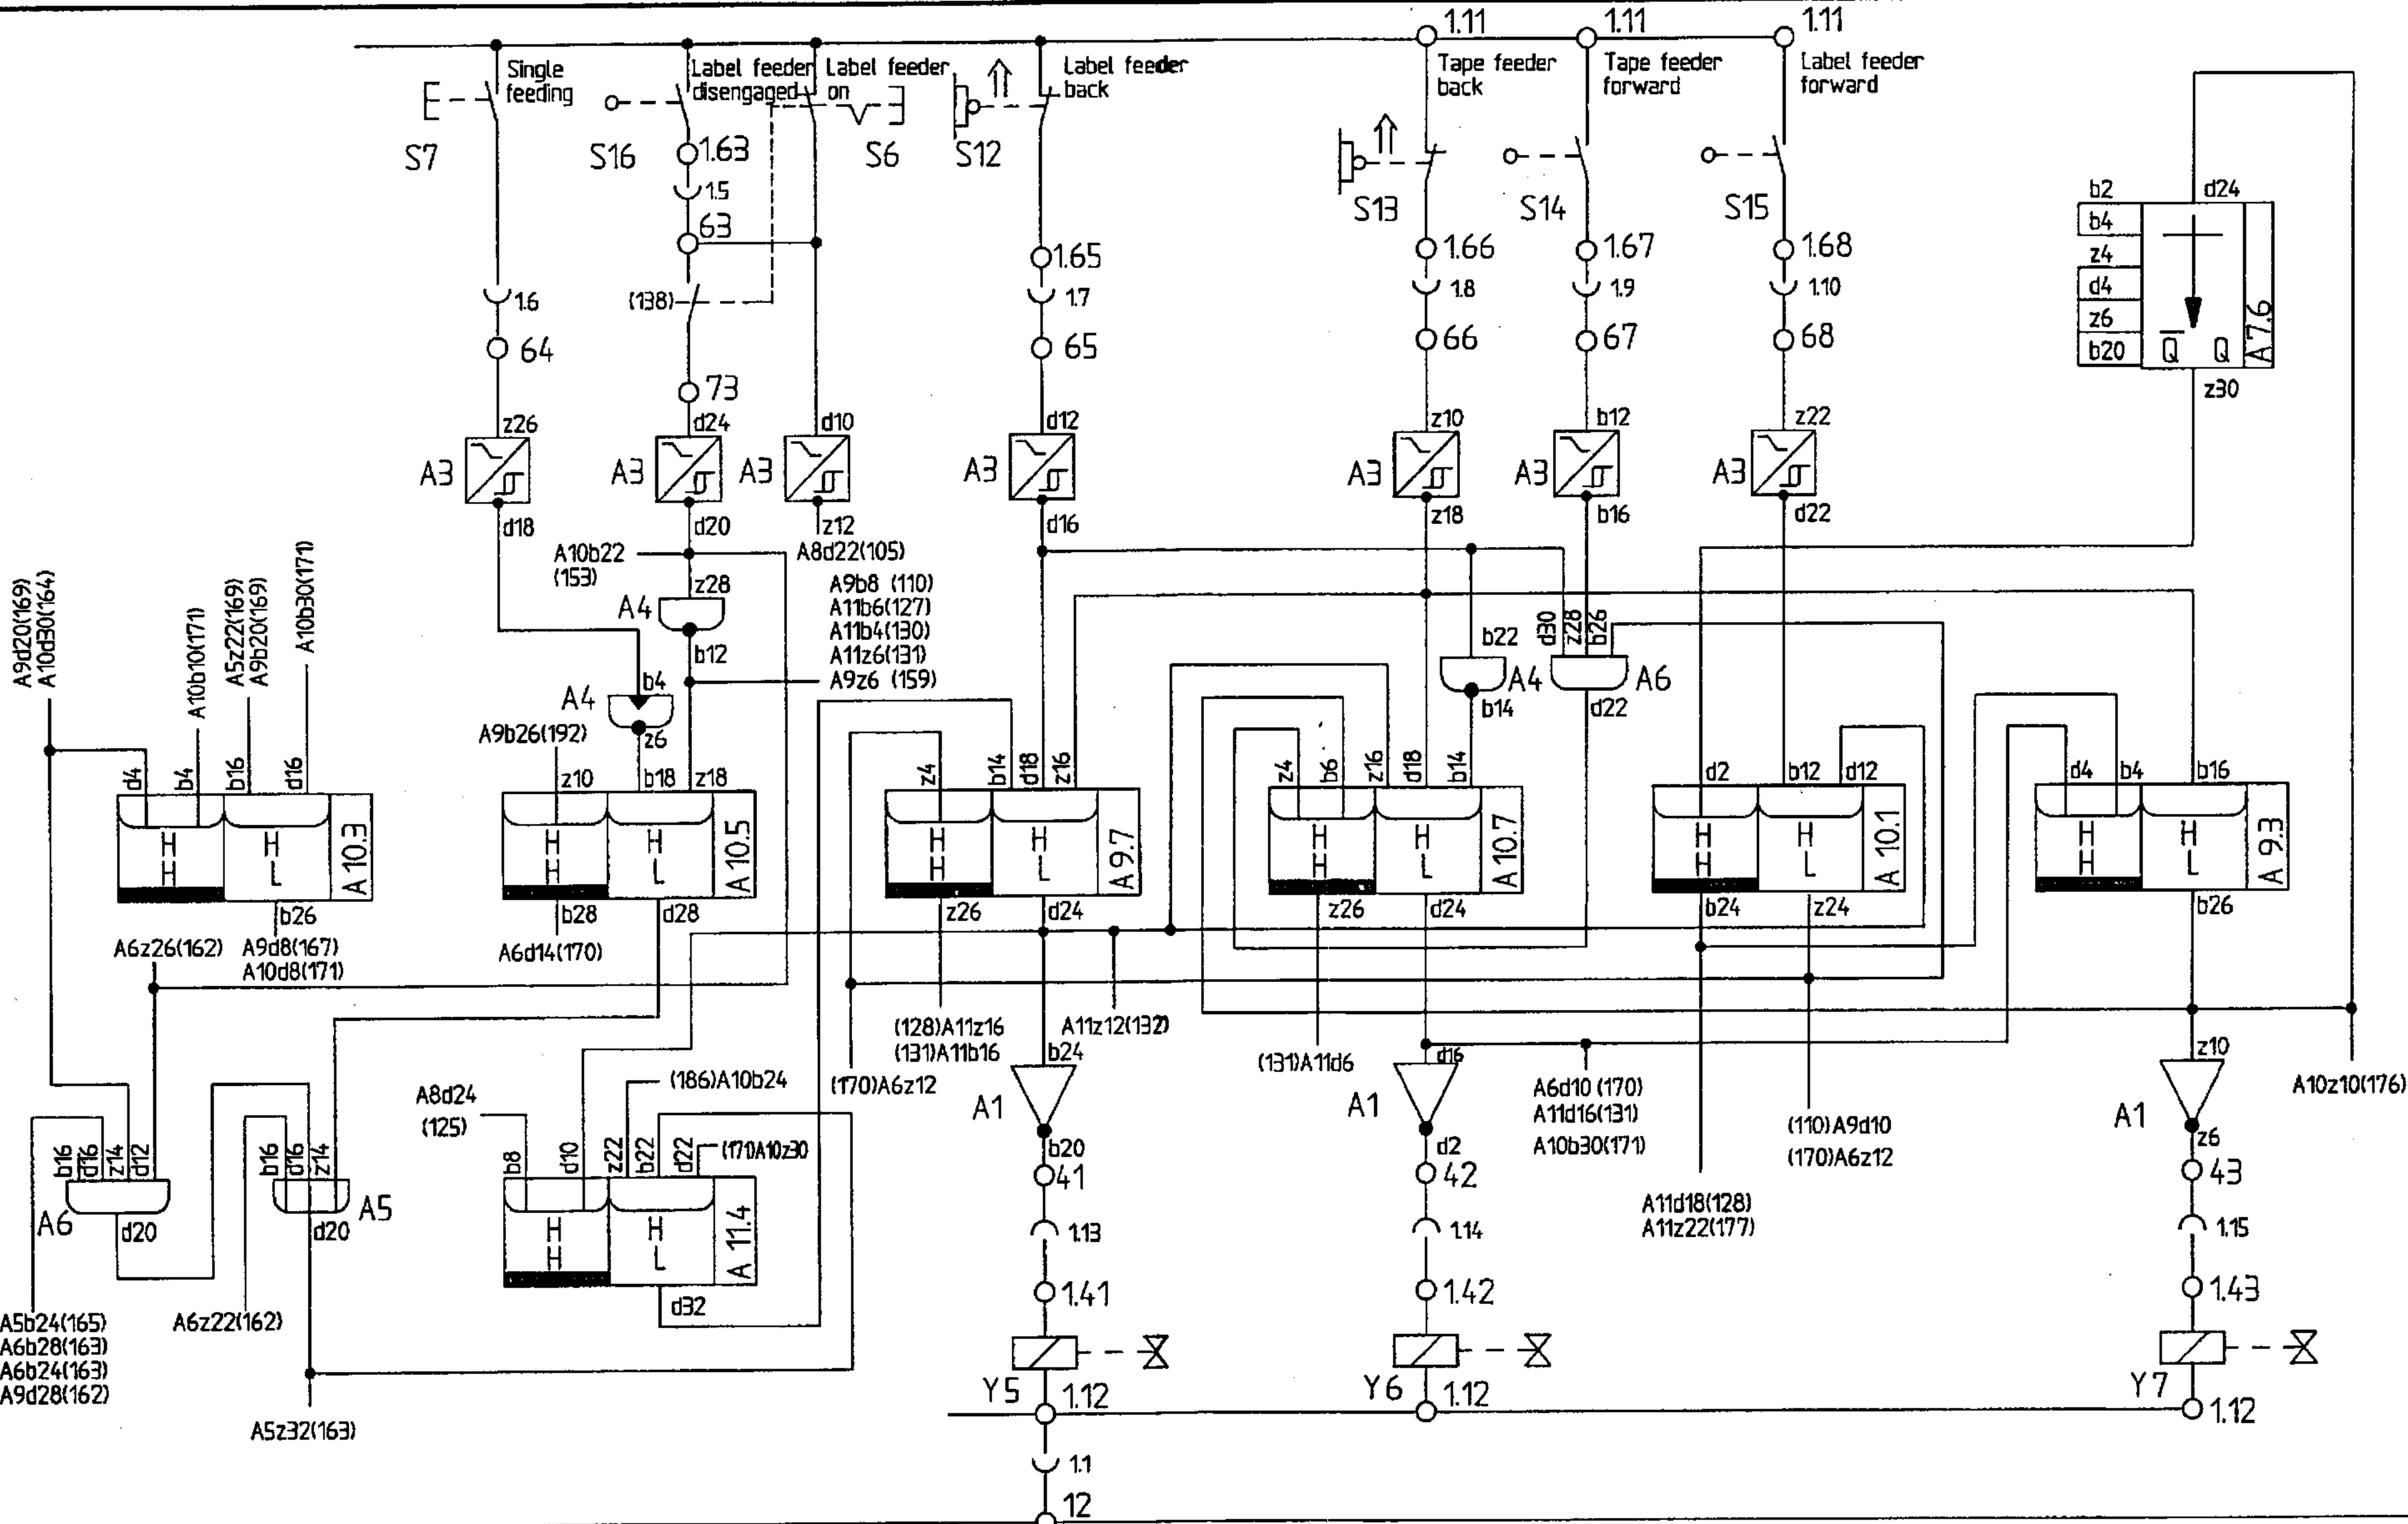 1.11
1.11
1.11
Single
feeding
Label feeder
disengaged
Label feeder
on
Label feeder
back
Tape feeder
back
Tape feeder
forward
Label feeder
forward
S7
S16
S6
S12
S13
S14
S15
1.63
1.5
63
(138)
73
1.6
64
1.65
1.7
65
1.66
1.8
66
1.67
1.9
67
1.68
1.10
68
b2
b4
z4
d4
z6
b20
d24
Q
Q
A7.6
z30
z26
A3
d18
d24
A3
d20
d10
A3
z12
d12
A3
d16
z10
A3
z18
b12
A3
b16
z22
A3
d22
A10b22
(153)
A8d22(105)
z28
A4
b12
A9b8 (110)
A11b6(127)
A11b4(130)
A11z6(131)
A9z6 (159)
b4
A4
z6
b22
A4
b14
d30
z28
b26
A6
d22
A9d20(169)
A10d30(164)
A10b10(171)
A5z22(169)
A9b20(169)
A10b30(171)
A9b26(192)
d4
b4
b16
d16
H
H
H
L
A10.3
b26
A6z26(162)
A9d8(167)
A10d8(171)
z10
b18
z18
H
H
H
L
A10.5
b28
d28
A6d14(170)
z4
b14
d18
z16
H
H
H
L
A9.7
z26
d24
z4
b6
z16
d18
b14
H
H
H
L
A10.7
z26
d24
d2
b12
d12
H
H
H
L
A10.1
b24
z24
d4
b4
b16
H
H
H
L
A9.3
b26
(128)A11z16
(131)A11b16
A11z12(132)
(170)A6z12
(131)A11d6
A6d10(170)
A11d16(131)
A10b30(171)
(110)A9d10
(170)A6z12
A11d18(128)
A11z22(177)
A10z10(176)
A8d24
(125)
(186)A10b24
(171)A10z30
b8
d10
z22
b22
d22
H
H
H
L
A11.4
d32
b16
d16
z14
d12
A6
d20
b16
d16
z14
A5
d20
A5b24(165)
A6b28(163)
A6b24(163)
A9d28(162)
A6z22(162)
A5z32(163)
b24
A1
b20
41
1.13
1.41
Y5
1.12
1.1
12
d16
A1
d2
42
1.14
1.42
Y6
1.12
z10
A1
z6
43
1.15
1.43
Y7
1.12